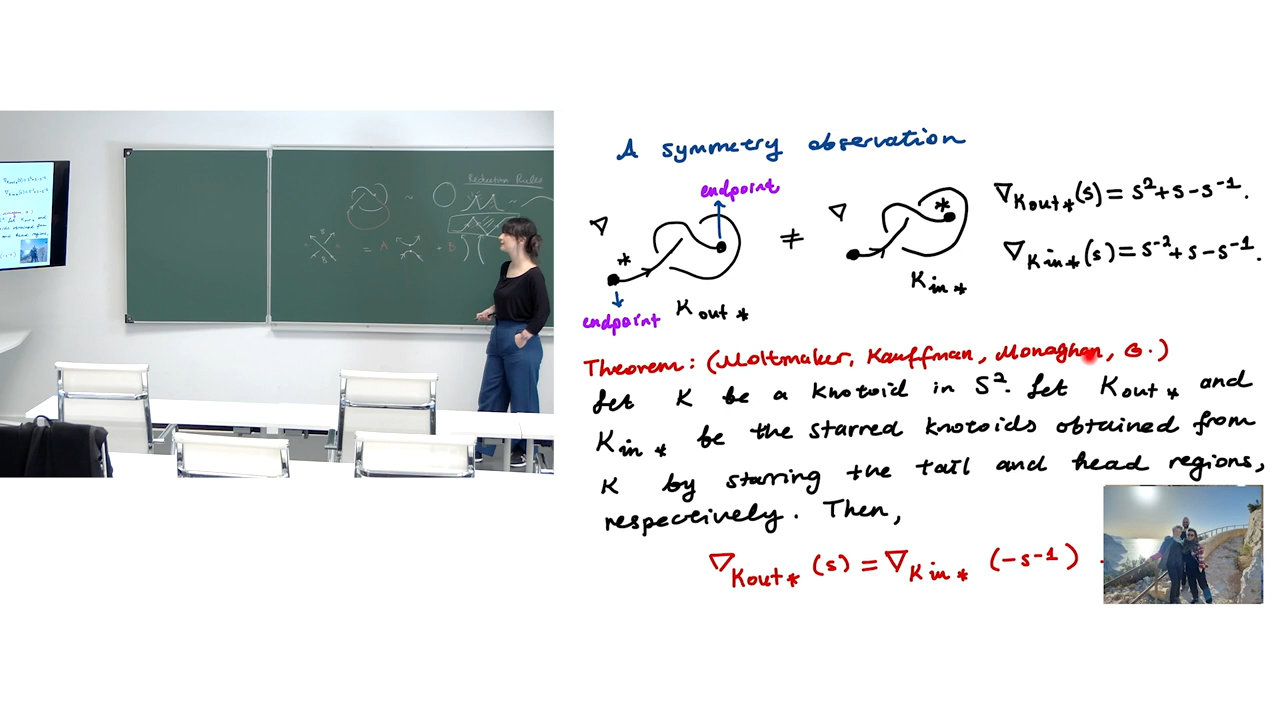 A symmetry observation
endpoint
∇
*
≠
∇
*
∇Kout*(s) = s²+s-s⁻¹.
∇Kin*(s) = s⁻²+s-s⁻¹.
endpoint
Kout*
Kin*
Theorem: (Moltmaker, Kauffman, Monaghan, G.)
Let K be a knotoid in S². Let Kout* and
Kin* be the starred knotoids obtained from
K by starring the tail and head regions,
respectively. Then,
∇Kout*(s) = ∇Kin*(-s⁻¹)
Reduction Rules
~
= A
+ B